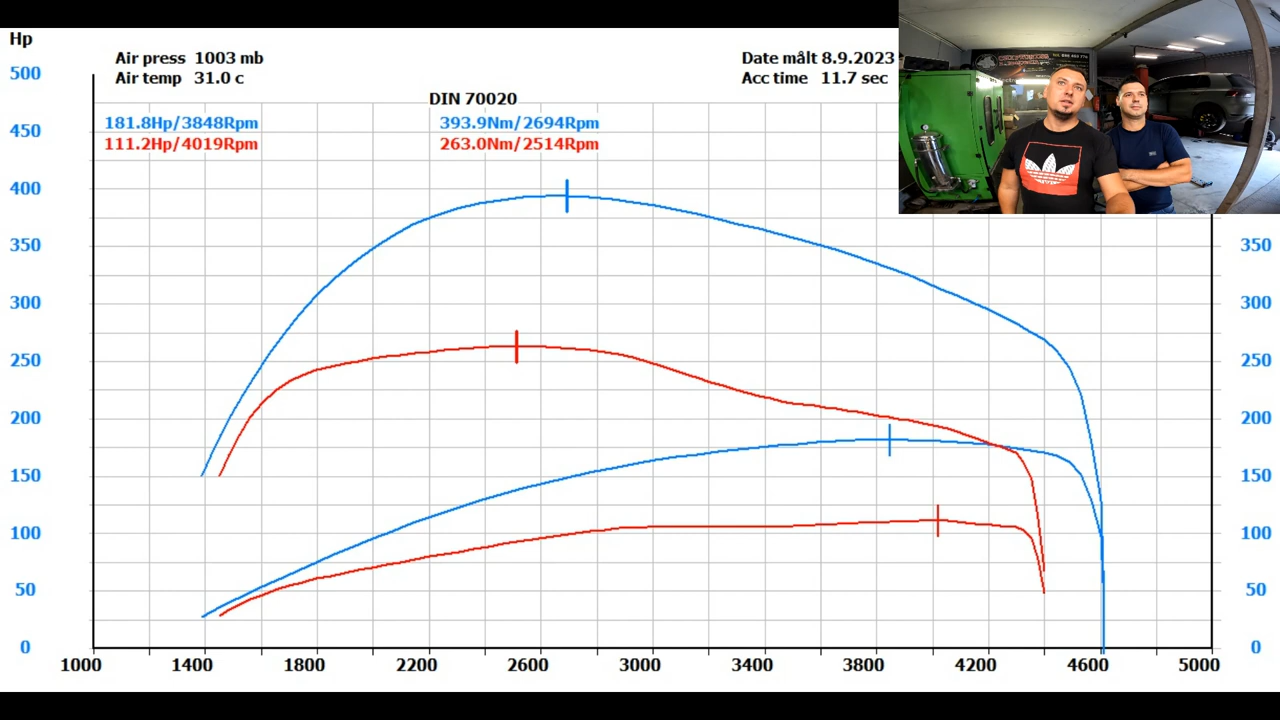 Hp
Air press 1003 mb
Air temp 31.0 c
Date målt 8.9.2023
Acc time 11.7 sec
DIN 70020
181.8Hp/3848Rpm
393.9Nm/2694Rpm
111.2Hp/4019Rpm
263.0Nm/2514Rpm
500
450
400
350
300
250
200
150
100
50
0
350
300
250
200
150
100
50
0
1000 1400 1800 2200 2600 3000 3400 3800 4200 4600 5000